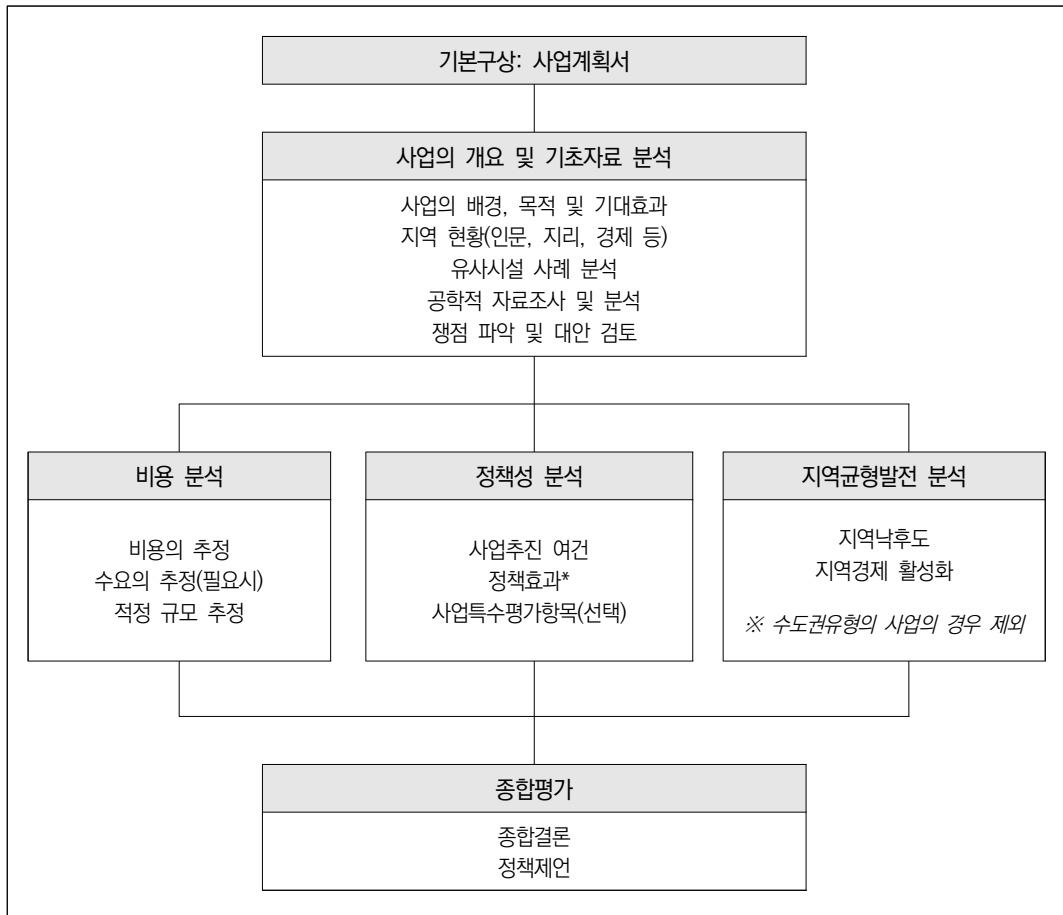 기본구상: 사업계획서
사업의 개요 및 기초자료 분석
사업의 배경, 목적 및 기대효과
지역 현황(인문, 지리, 경제 등)
유사시설 사례 분석
공학적 자료조사 및 분석
쟁점 파악 및 대안 검토
비용 분석
비용의 추정
수요의 추정(필요시)
적정 규모 추정
정책성 분석
사업추진 여건
정책효과*
사업특수평가항목(선택)
지역균형발전 분석
지역낙후도
지역경제 활성화
※ 수도권유형의 사업의 경우 제외
종합평가
종합결론
정책제언